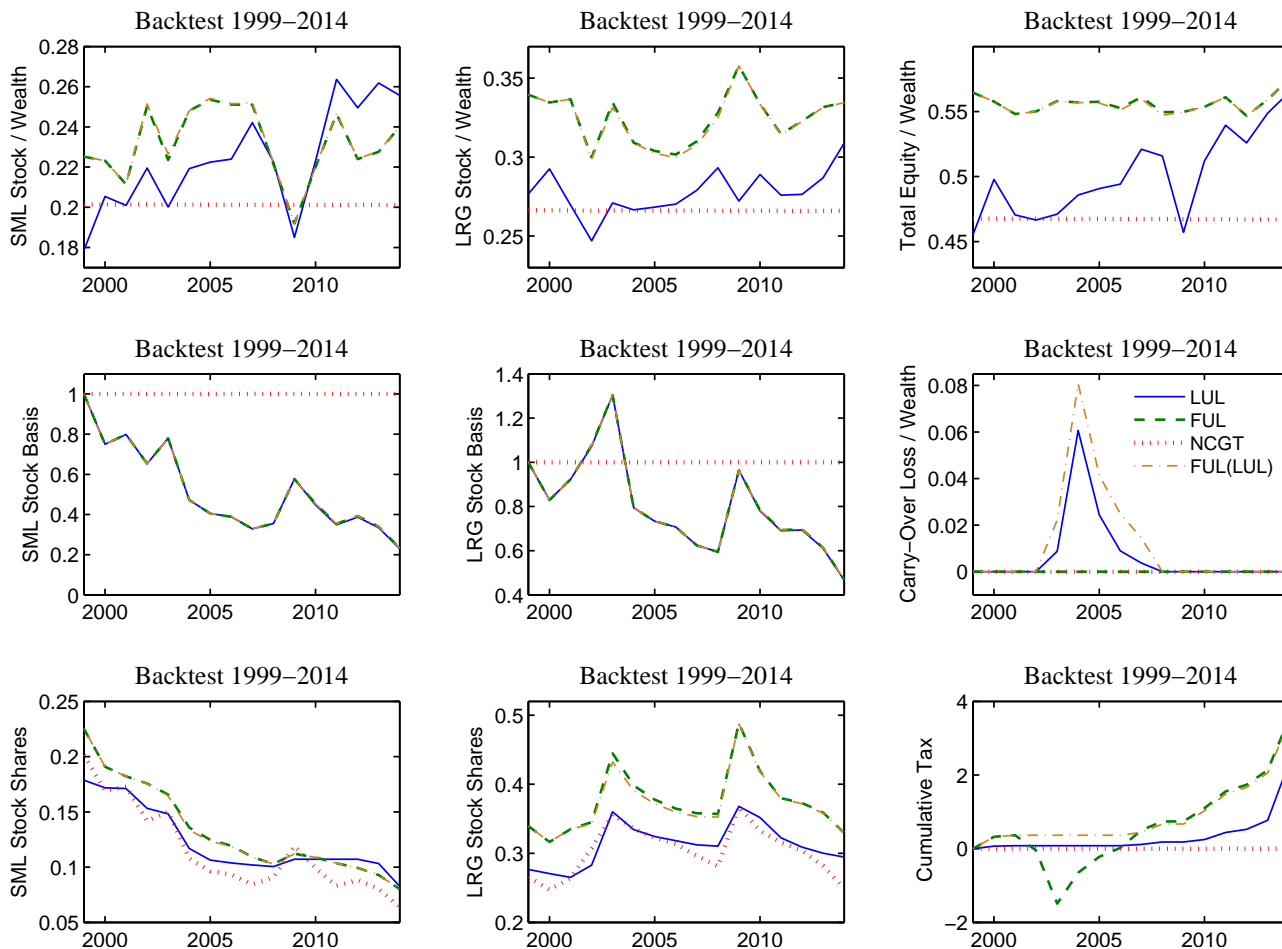 Backtest 1999−2014
SML Stock / Wealth
0.28
0.26
0.24
0.22
0.2
0.18
2000 2005 2010
Backtest 1999−2014
LRG Stock / Wealth
0.35
0.3
0.25
2000 2005 2010
Backtest 1999−2014
Total Equity / Wealth
0.55
0.5
0.45
2000 2005 2010
Backtest 1999−2014
SML Stock Basis
1
0.8
0.6
0.4
0.2
0
2000 2005 2010
Backtest 1999−2014
LRG Stock Basis
1.4
1.2
1
0.8
0.6
0.4
2000 2005 2010
Backtest 1999−2014
Carry−Over Loss / Wealth
0.08
0.06
0.04
0.02
0
LUL
FUL
NCGT
FUL(LUL)
2000 2005 2010
Backtest 1999−2014
SML Stock Shares
0.25
0.2
0.15
0.1
0.05
2000 2005 2010
Backtest 1999−2014
LRG Stock Shares
0.5
0.4
0.3
0.2
2000 2005 2010
Backtest 1999−2014
Cumulative Tax
4
2
0
−2
2000 2005 2010